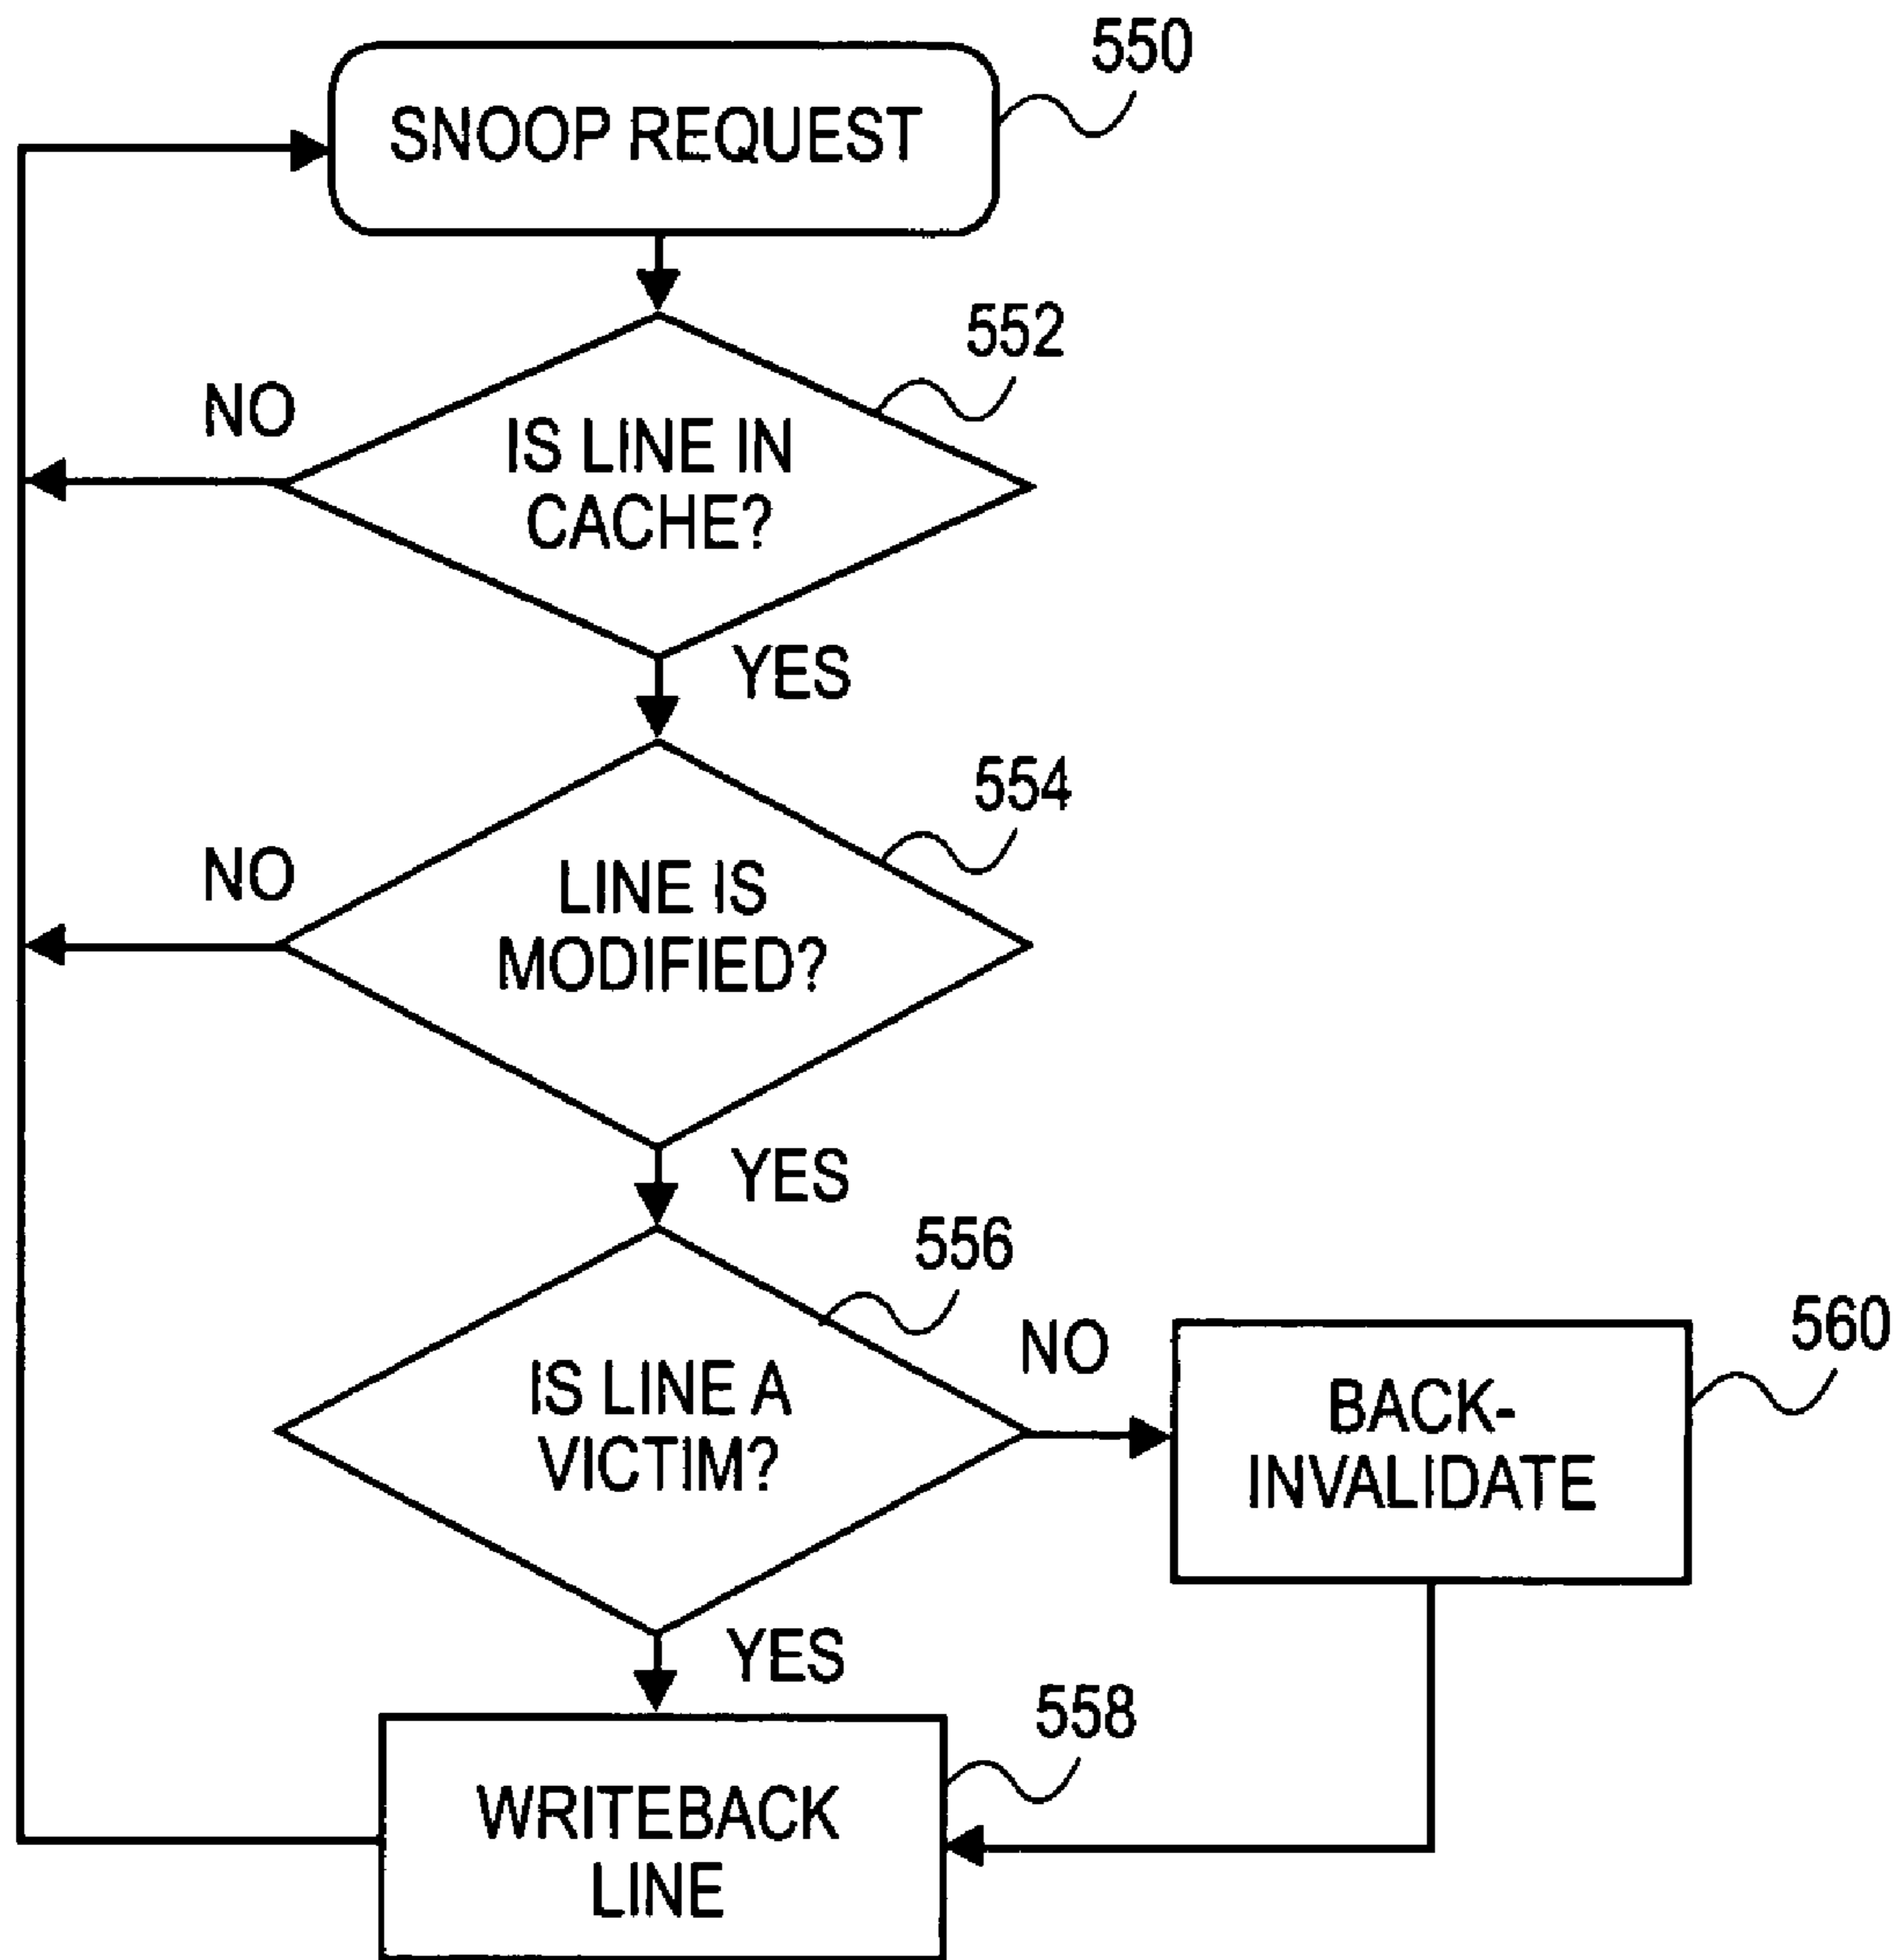 550
SNOOP REQUEST
552
NO
IS LINE IN
CACHE?
YES
554
NO
LINE IS
MODIFIED?
YES
556
NO
560
IS LINE A
VICTIM?
BACK-
INVALIDATE
YES
558
WRITEBACK
LINE